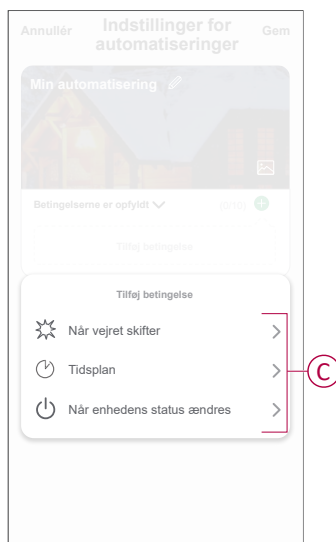 Annullér
Indstillinger for
automatiseringer
Gem
Min automatisering
Betingelserne er opfyldt
(0/10)
Tilføj betingelse
Tilføj betingelse
Når vejret skifter
Tidsplan
Når enhedens status ændres
C